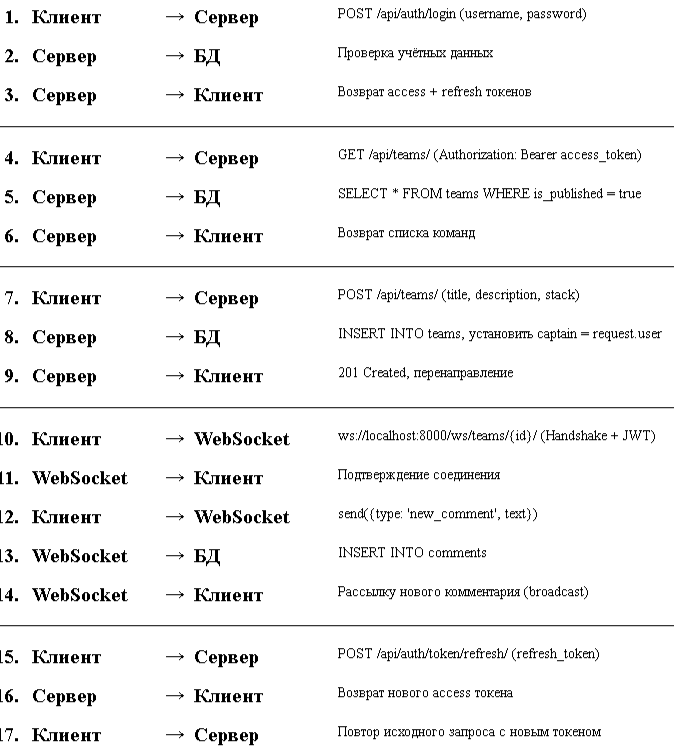 1. Клиент → Сервер POST /api/auth/login (username, password)
2. Сервер → БД Проверка учётных данных
3. Сервер → Клиент Возврат access + refresh токенов
4. Клиент → Сервер GET /api/teams/ (Authorization: Bearer access_token)
5. Сервер → БД SELECT * FROM teams WHERE is_published = true
6. Сервер → Клиент Возврат списка команд
7. Клиент → Сервер POST /api/teams/ (title, description, stack)
8. Сервер → БД INSERT INTO teams, установить captain = request.user
9. Сервер → Клиент 201 Created, перенаправление
10. Клиент → WebSocket ws://localhost:8000/ws/teams/{id}/ (Handshake + JWT)
11. WebSocket → Клиент Подтверждение соединения
12. Клиент → WebSocket send({type: 'new_comment', text})
13. WebSocket → БД INSERT INTO comments
14. WebSocket → Клиент Рассылку нового комментария (broadcast)
15. Клиент → Сервер POST /api/auth/token/refresh/ (refresh_token)
16. Сервер → Клиент Возврат нового access токена
17. Клиент → Сервер Повтор исходного запроса с новым токеном